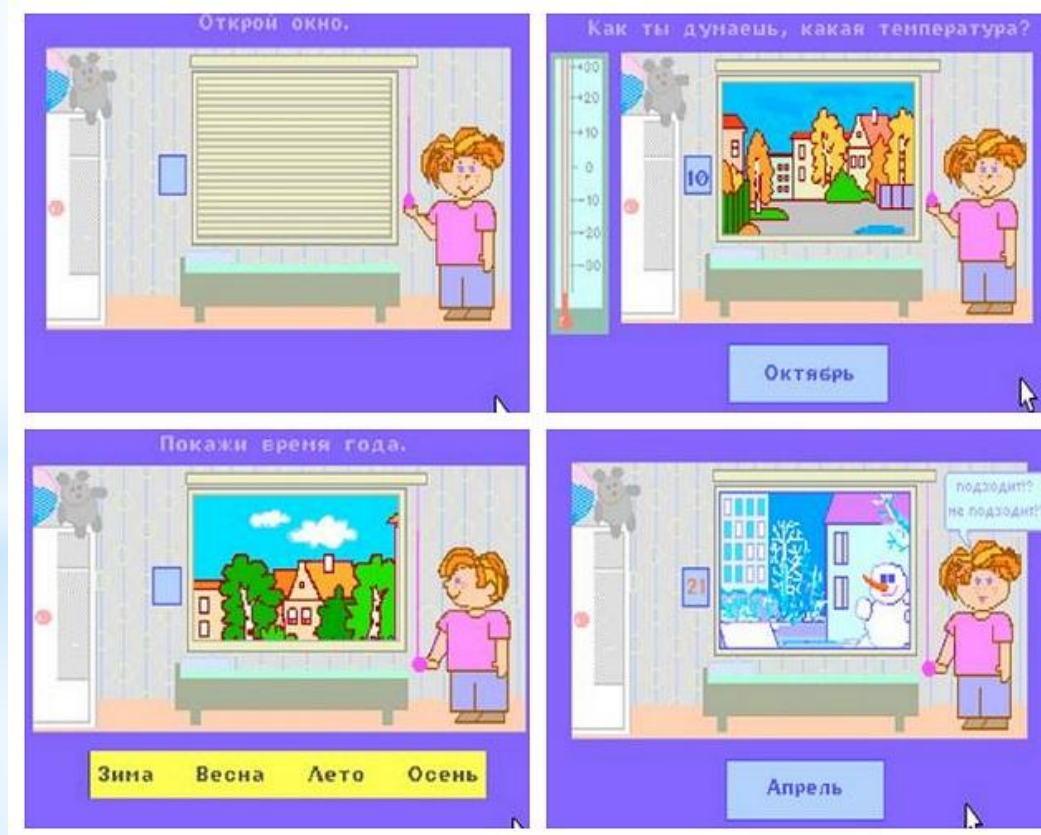 Открой окно.
Как ты думаешь, какая температура?
+30
+20
+10
0
-10
-20
-30
10
Октябрь
Покажи время года.
Зима Весна Лето Осень
21
подходит!?
не подходит!?
Апрель